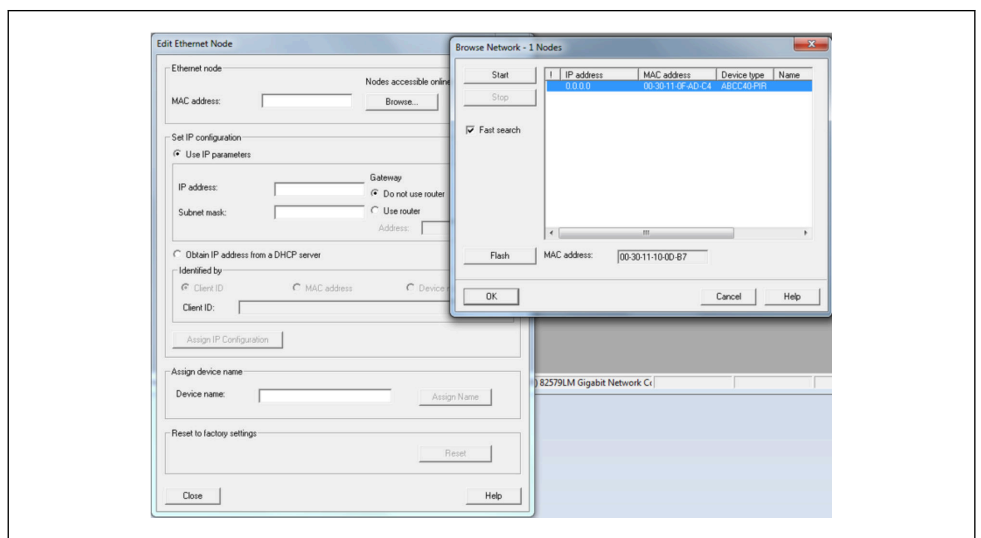 Edit Ethernet Node
Ethernet node
Nodes accessible online
MAC address:
Browse...
Set IP configuration
Use IP parameters
Gateway
IP address:
Do not use router
Subnet mask:
Use router
Address:
Obtain IP address from a DHCP server
Identified by
Client ID
MAC address
Device
Client ID:
Assign IP Configuration
Assign device name
Device name:
Assign Name
Reset to factory settings
Reset
Close
Help
Browse Network - 1 Nodes
Start
Stop
Fast search
! IP address MAC address Device type Name
0.0.0.0 00-30-11-0F-AD-C4 ABCC40-PIR
Flash
MAC address: 00-30-11-10-0D-B7
OK
Cancel
Help
) 82579LM Gigabit Network Co